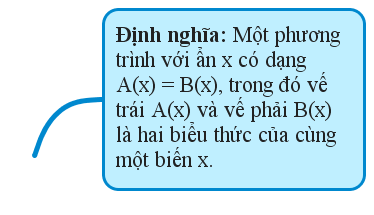 Định nghĩa: Một phương
trình với ẩn x có dạng
A(x) = B(x), trong đó vế
trái A(x) và vế phải B(x)
là hai biểu thức của cùng
một biến x.